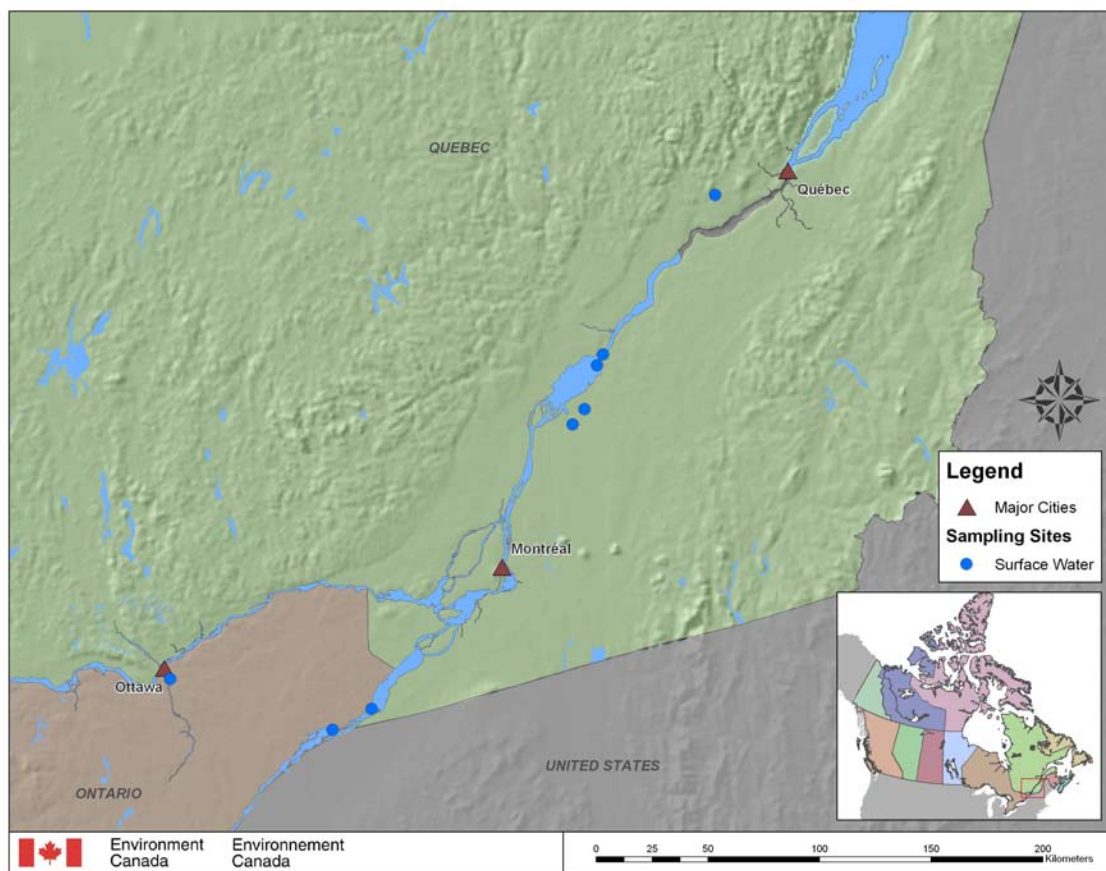 QUEBEC
Québec
Montréal
Ottawa
ONTARIO
UNITED STATES
Legend
Major Cities
Sampling Sites
Surface Water
Environment Environnement
Canada Canada
0 25 50 100 150 200
Kilometers